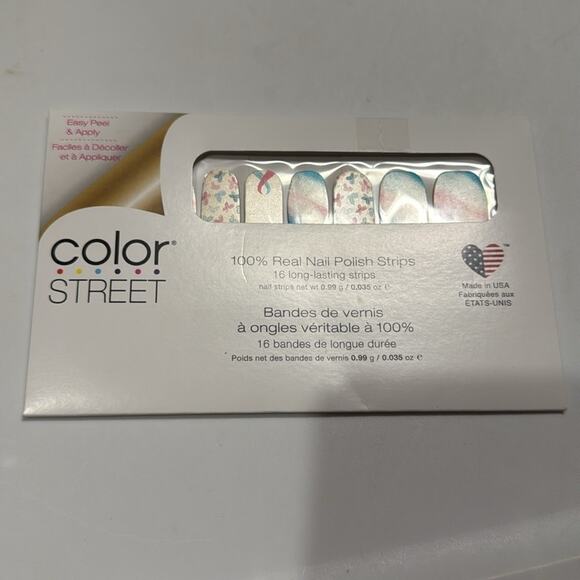 Easy Peel
& Apply
Faciles à Décoller
et à Appliquer
color®
STREET
100% Real Nail Polish Strips
16 long-lasting strips
nail strips net wt 0.99 g / 0.035 oz ℮
Bandes de vernis
à ongles véritable à 100%
16 bandes de longue durée
Poids net des bandes de vernis 0.99 g / 0.035 oz ℮
™
Made in USA
Fabriquées aux
ÉTATS-UNIS